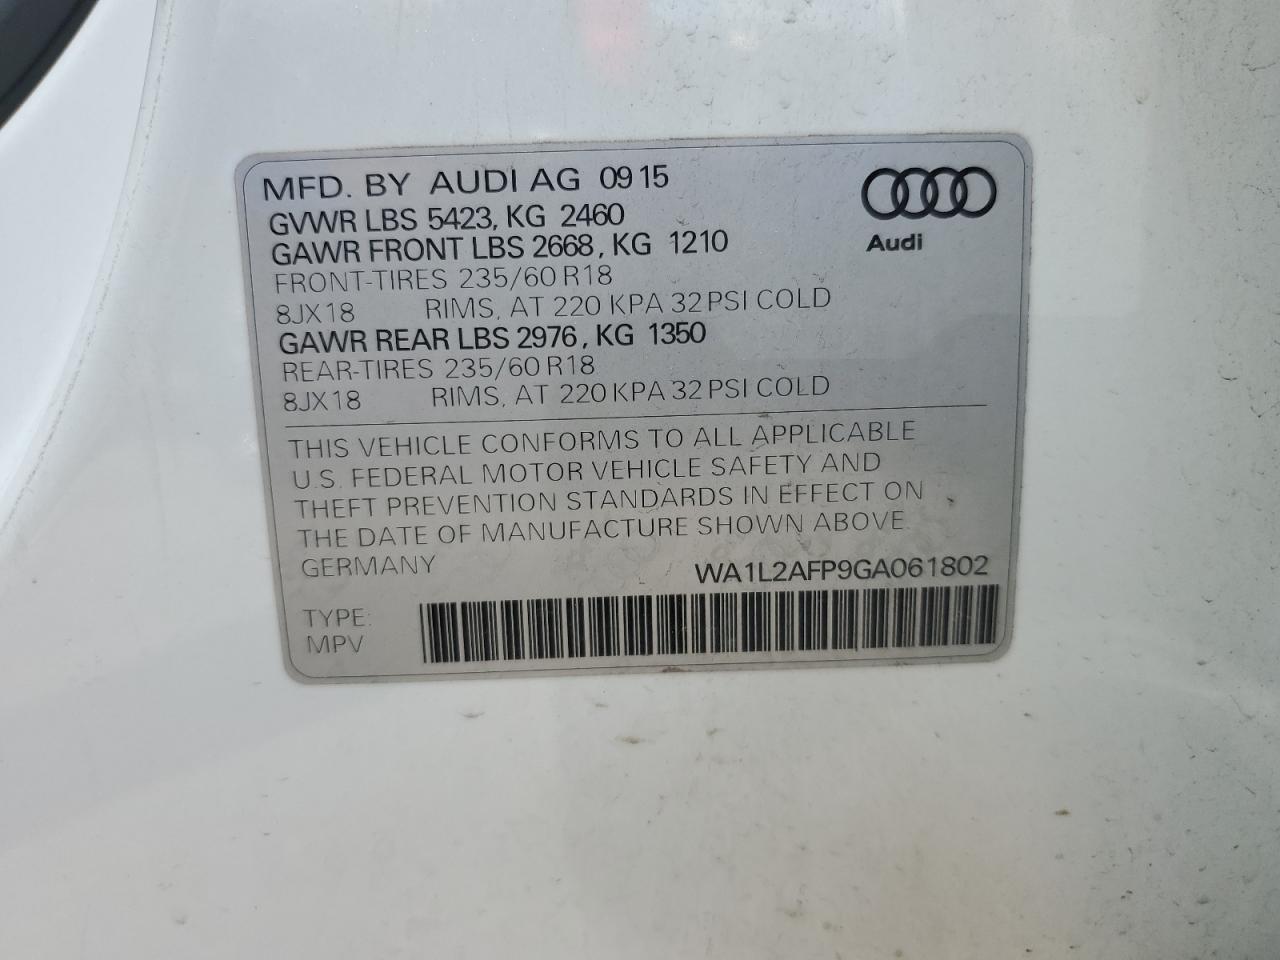 MFD. BY AUDI AG 0915
GVWR LBS 5423, KG 2460
GAWR FRONT LBS 2668, KG 1210
FRONT-TIRES 235/60 R18
8JX18 RIMS, AT 220 KPA 32 PSI COLD
GAWR REAR LBS 2976, KG 1350
REAR-TIRES 235/60 R18
8JX18 RIMS, AT 220 KPA 32 PSI COLD
Audi
THIS VEHICLE CONFORMS TO ALL APPLICABLE
U.S. FEDERAL MOTOR VEHICLE SAFETY AND
THEFT PREVENTION STANDARDS IN EFFECT ON
THE DATE OF MANUFACTURE SHOWN ABOVE
GERMANY
WA1L2AFP9GA061802
TYPE:
MPV